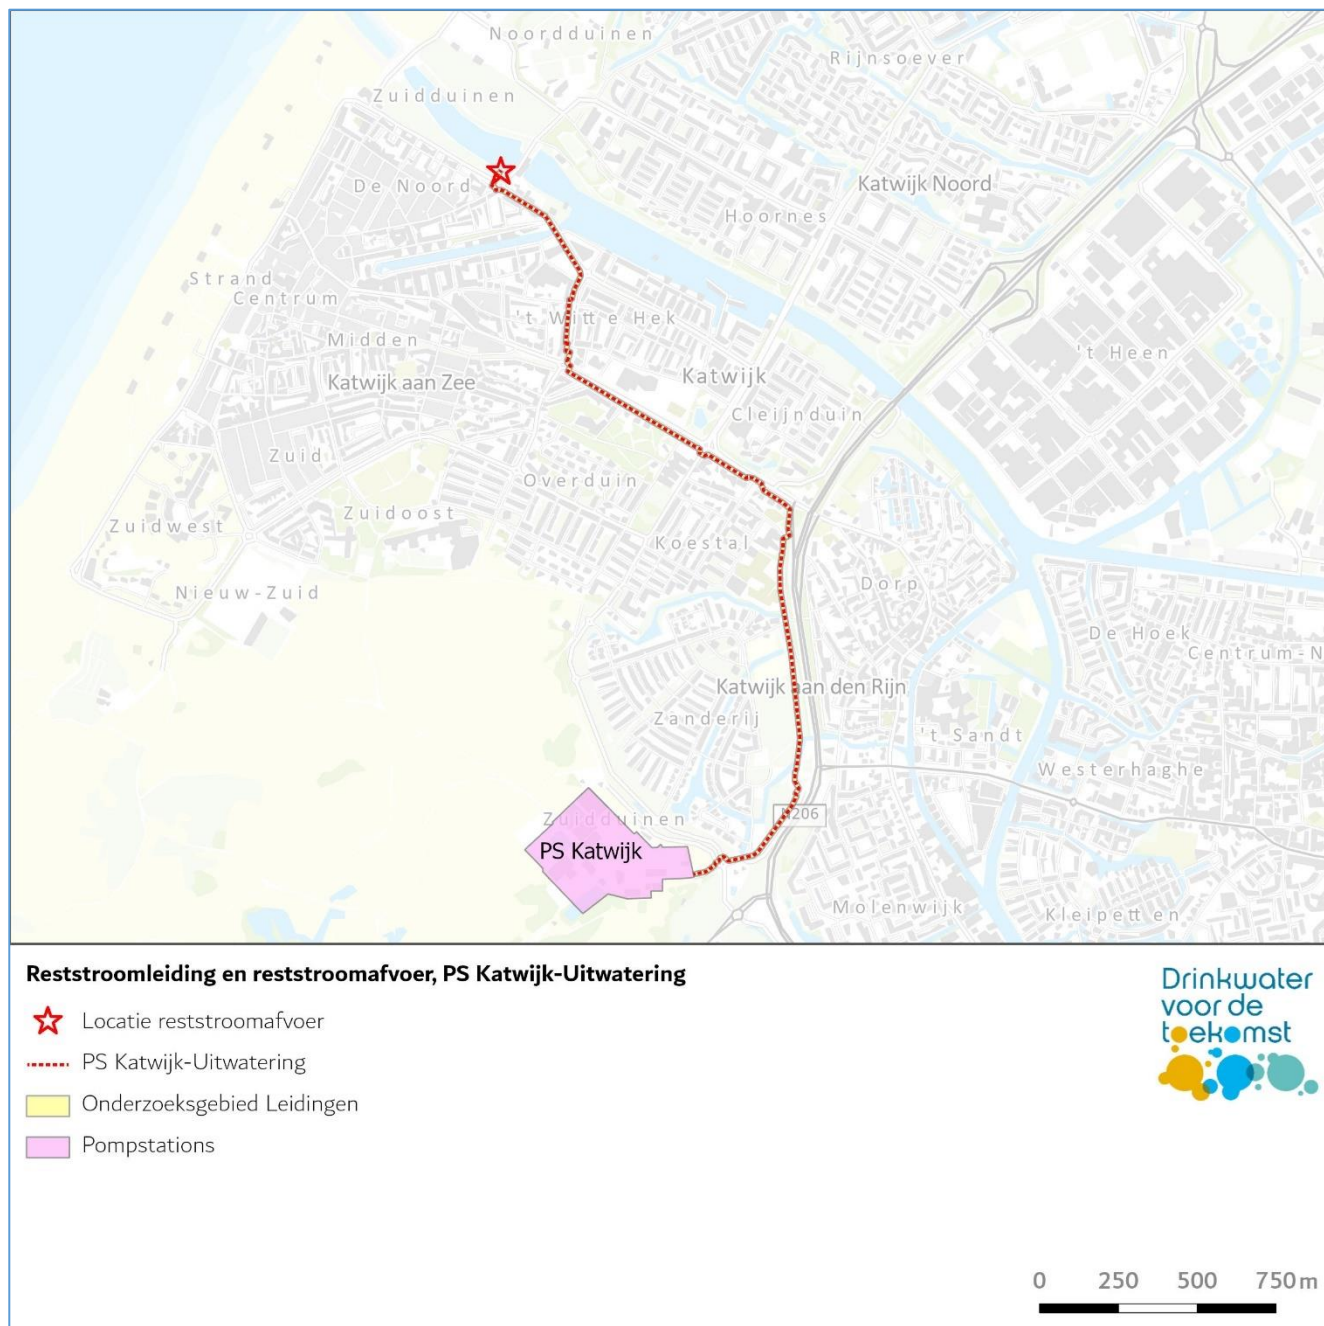 Noordduinen
Rijnsoever
Zuidduinen
De Noord
Katwijk Noord
Hoornes
Strand
Centrum
't Witte Hek
Midden
't Heen
Katwijk aan Zee
Katwijk
Cleijnduin
Zuid
Overduin
Zuidwest
Zuidoost
Koestal
Nieuw-Zuid
Dorp
De Hoek
Centrum-N
Katwijk aan den Rijn
Zanderij
't Sandt
Westerhaghe
Zuidduinen
N206
PS Katwijk
Molenwijk
Kleipetten
Reststroomleiding en reststroomafvoer, PS Katwijk-Uitwatering
Locatie reststroomafvoer
PS Katwijk-Uitwatering
Onderzoeksgebied Leidingen
Pompstations
Drinkwater
voor de
toekomst
0 250 500 750 m